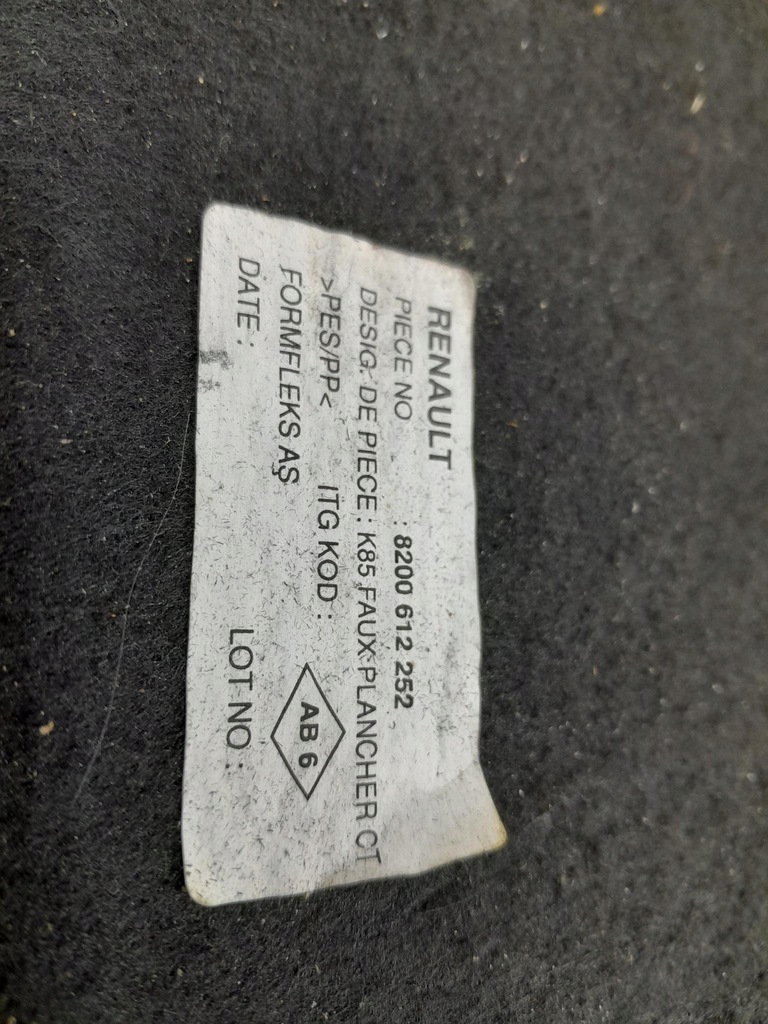 RENAULT
PIECE NO : 8200 612 252
DESIG. DE PIECE : K85 FAUX PLANCHER CT
>PES/PP< ITG KOD :
FORMFLEKS AŞ AB 6
DATE : LOT NO :